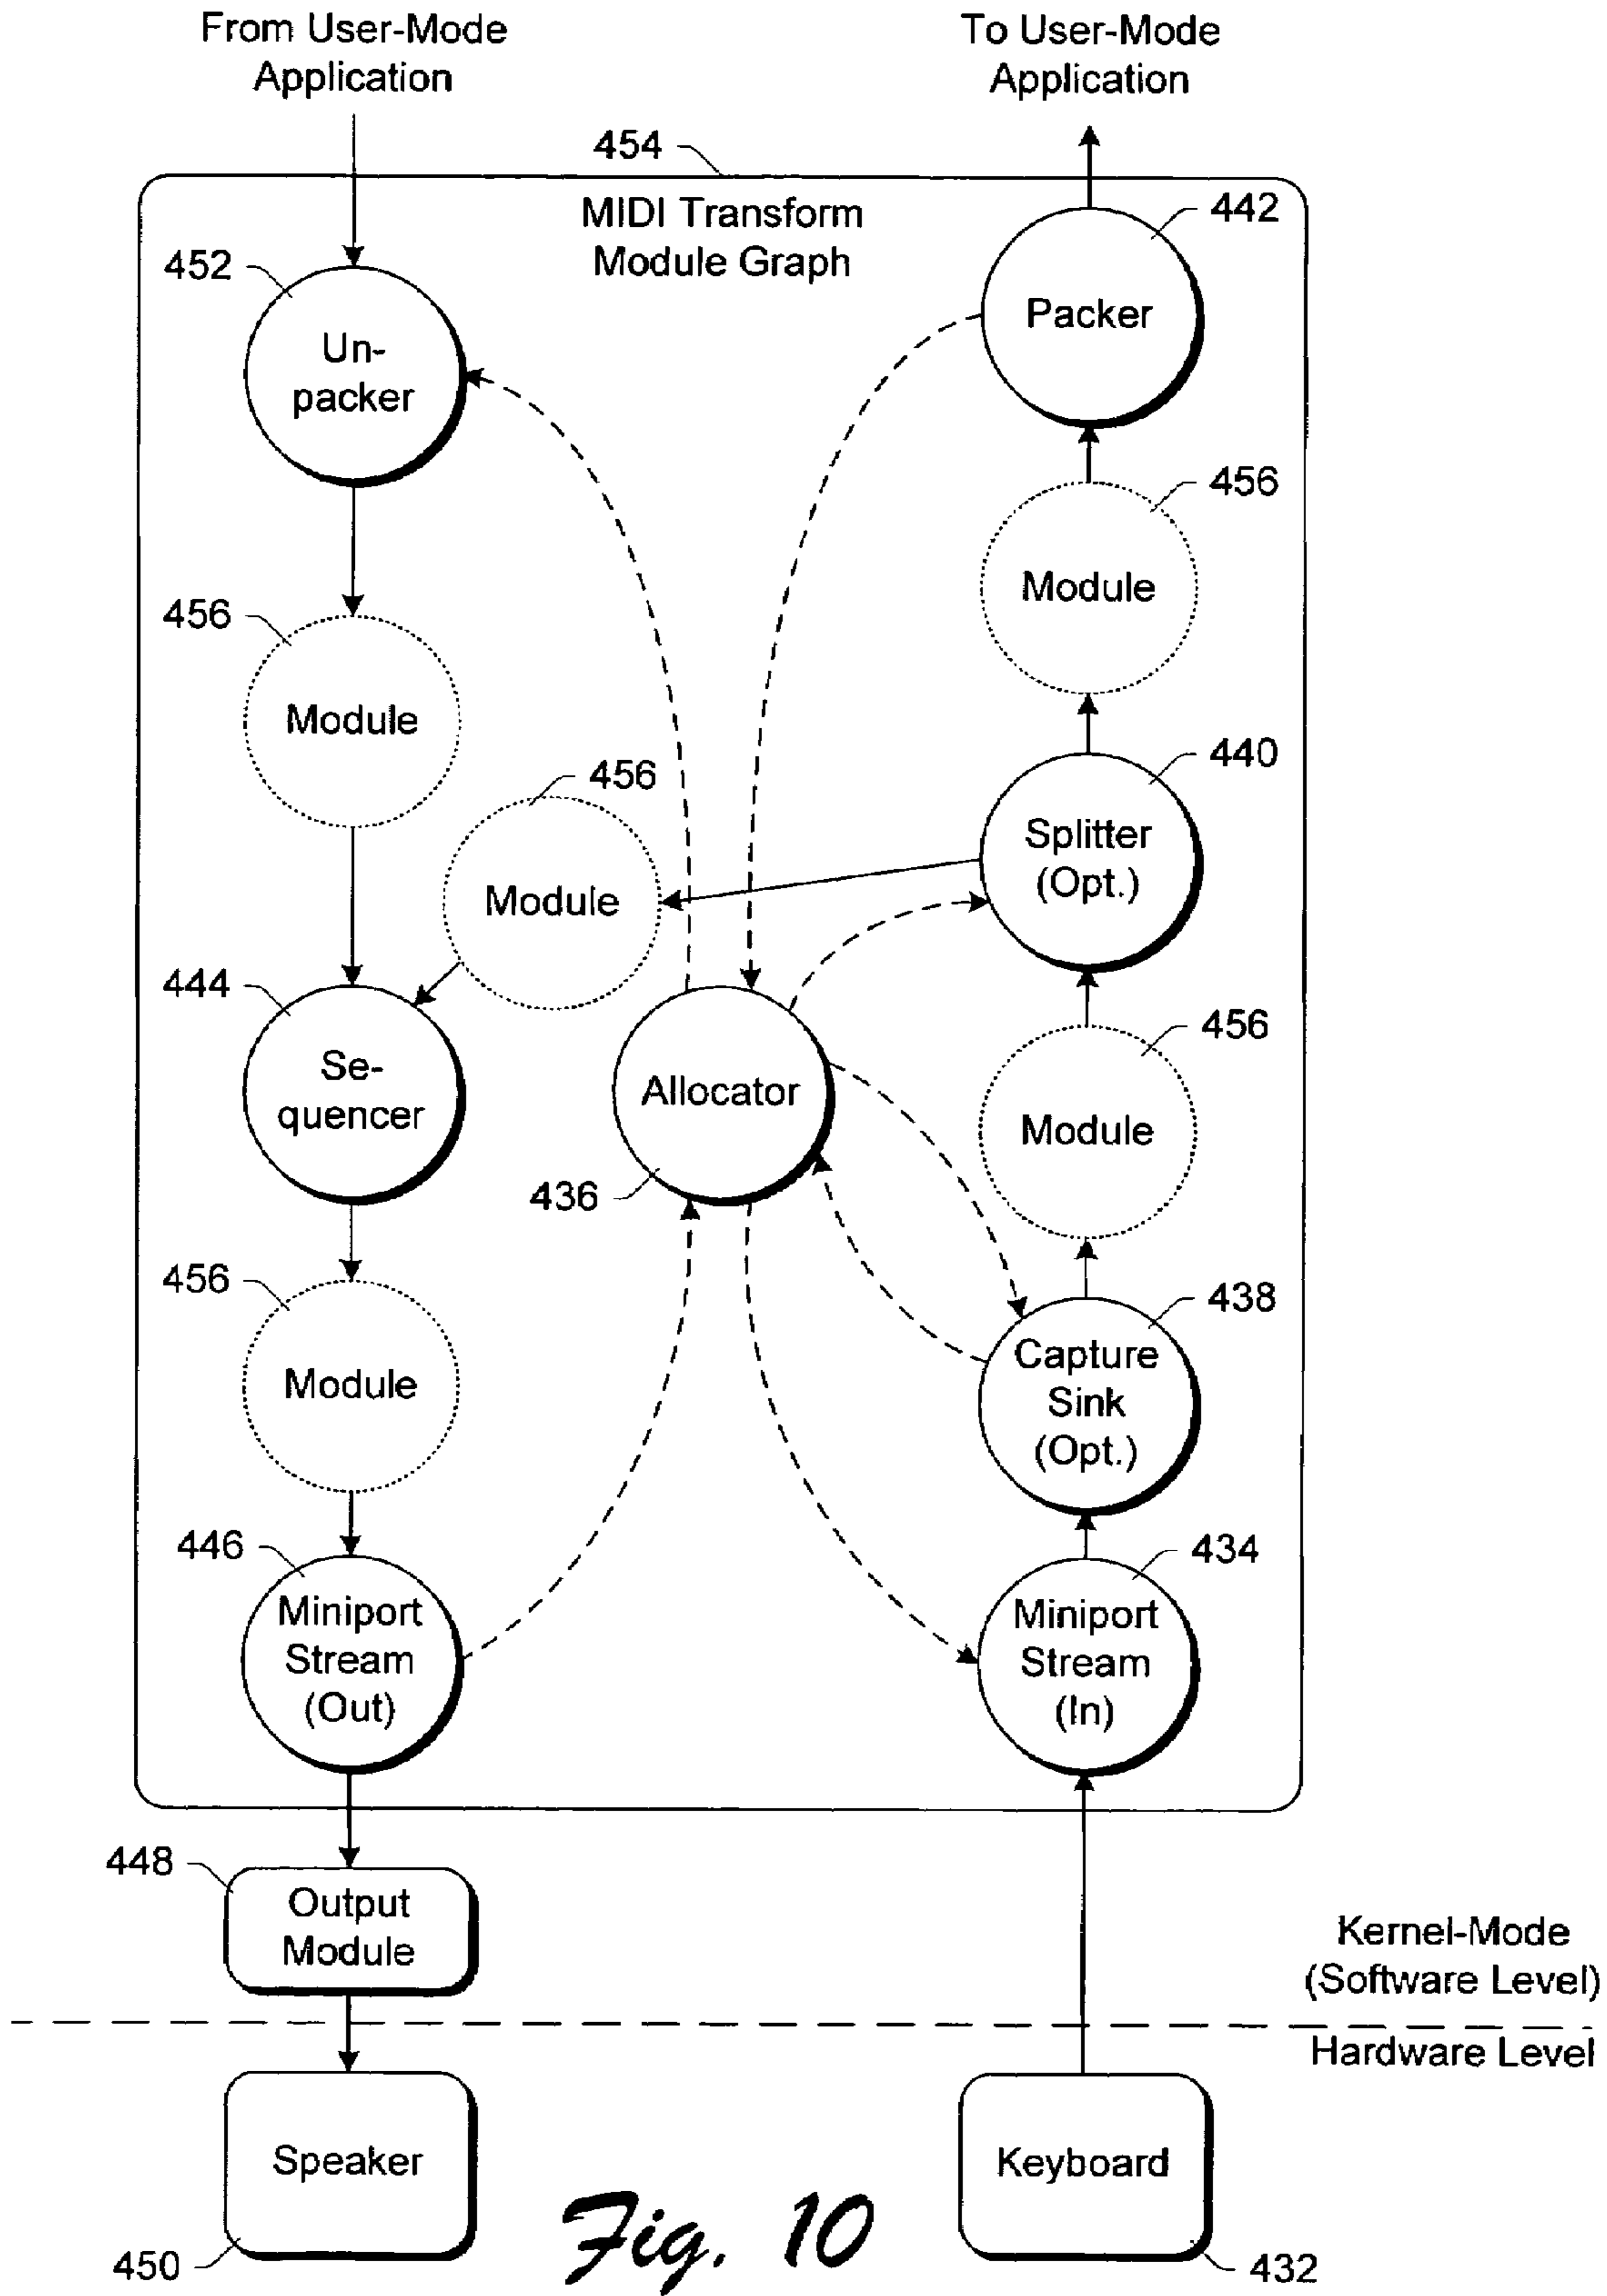 From User-Mode
Application
To User-Mode
Application
454
MIDI Transform
Module Graph
442
Packer
452
Un-
packer
456
Module
456
Module
456
Module
440
Splitter
(Opt.)
444
Se-
quencer
Allocator
436
456
Module
456
Module
438
Capture
Sink
(Opt.)
446
Miniport
Stream
(Out)
434
Miniport
Stream
(In)
448
Output
Module
Kernel-Mode
(Software Level)
Hardware Level
Speaker
450
Keyboard
432
Fig. 10